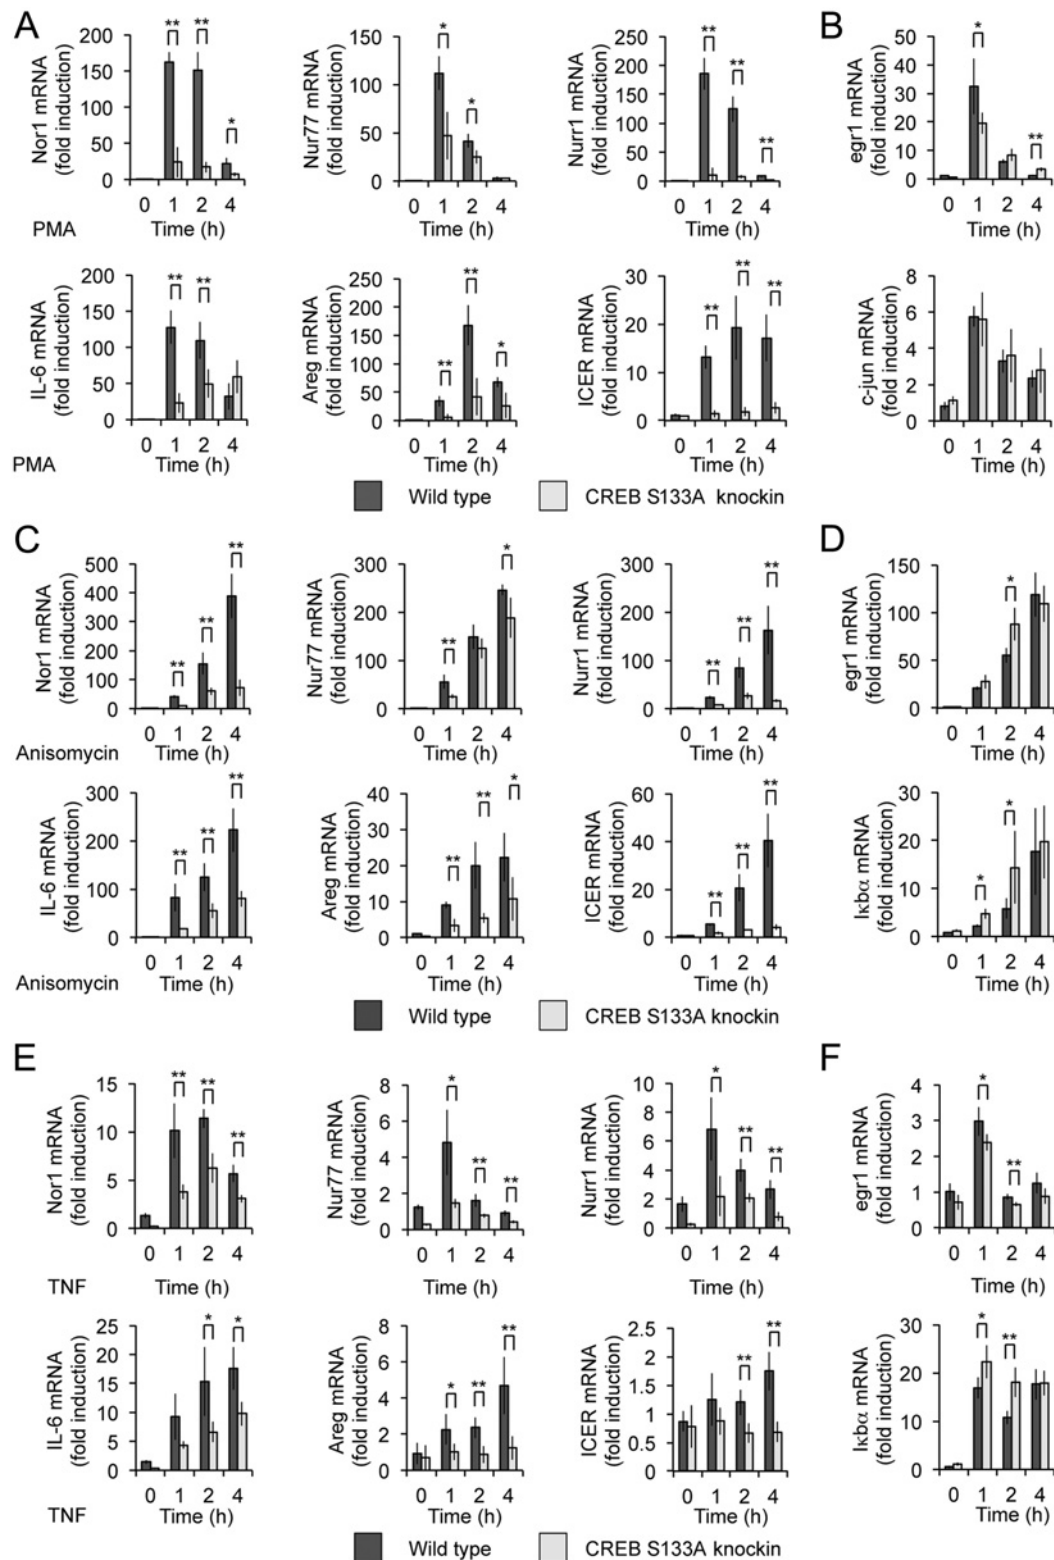 A
B
Nor1 mRNA
(fold induction)
200
150
100
50
0
**
**
*
0 1 2 4
Time (h)
PMA
Nur77 mRNA
(fold induction)
150
100
50
0
*
*
0 1 2 4
Time (h)
Nurr1 mRNA
(fold induction)
250
200
150
100
50
0
**
**
**
0 1 2 4
Time (h)
egr1 mRNA
(fold induction)
50
40
30
20
10
0
*
**
0 1 2 4
Time (h)
IL-6 mRNA
(fold induction)
200
150
100
50
0
**
**
0 1 2 4
Time (h)
PMA
Areg mRNA
(fold induction)
250
200
150
100
50
0
**
**
*
0 1 2 4
Time (h)
ICER mRNA
(fold induction)
30
20
10
0
**
**
**
0 1 2 4
Time (h)
c-jun mRNA
(fold induction)
8
6
4
2
0
0 1 2 4
Time (h)
Wild type
CREB S133A knockin
C
D
Nor1 mRNA
(fold induction)
500
400
300
200
100
0
**
**
**
0 1 2 4
Time (h)
Anisomycin
Nur77 mRNA
(fold induction)
300
200
100
0
**
*
0 1 2 4
Time (h)
Nurr1 mRNA
(fold induction)
300
200
100
0
**
**
**
0 1 2 4
Time (h)
egr1 mRNA
(fold induction)
150
100
50
0
*
0 1 2 4
Time (h)
IL-6 mRNA
(fold induction)
300
200
100
0
**
**
**
0 1 2 4
Time (h)
Anisomycin
Areg mRNA
(fold induction)
40
30
20
10
0
**
**
*
0 1 2 4
Time (h)
ICER mRNA
(fold induction)
60
40
20
0
**
**
**
0 1 2 4
Time (h)
Iκbα mRNA
(fold induction)
30
20
10
0
*
*
0 1 2 4
Time (h)
Wild type
CREB S133A knockin
E
F
Nor1 mRNA
(fold induction)
15
10
5
0
**
**
**
0 1 2 4
Time (h)
TNF
Nur77 mRNA
(fold induction)
8
6
4
2
0
*
**
**
0 1 2 4
Time (h)
Nurr1 mRNA
(fold induction)
10
8
6
4
2
0
*
**
**
0 1 2 4
Time (h)
egr1 mRNA
(fold induction)
4
3
2
1
0
*
**
0 1 2 4
Time (h)
IL-6 mRNA
(fold induction)
25
20
15
10
5
0
*
*
0 1 2 4
Time (h)
TNF
Areg mRNA
(fold induction)
8
6
4
2
0
*
**
**
0 1 2 4
Time (h)
ICER mRNA
(fold induction)
2.5
2
1.5
1
0.5
0
**
**
0 1 2 4
Time (h)
Iκbα mRNA
(fold induction)
30
20
10
0
*
**
0 1 2 4
Time (h)
Wild type
CREB S133A knockin